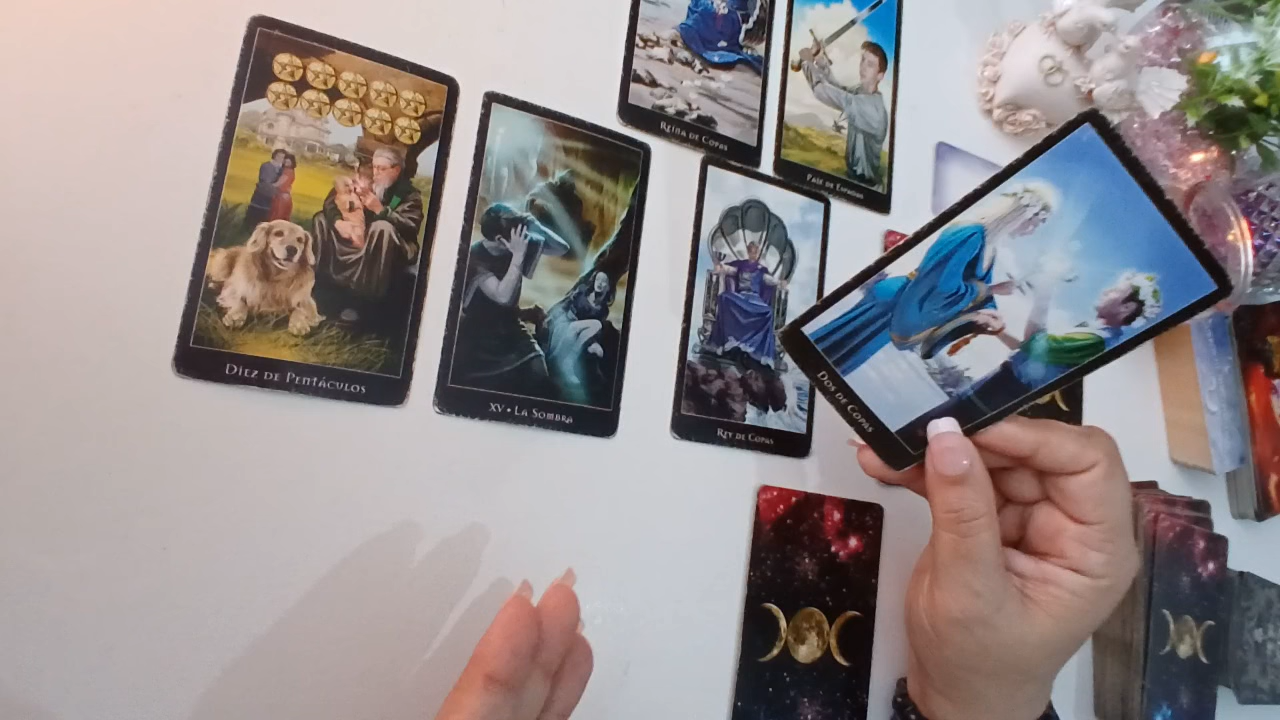 Reina de Copas
Paje de Espadas
Diez de Pentáculos
XV • La Sombra
Rey de Copas
Dos de Copas